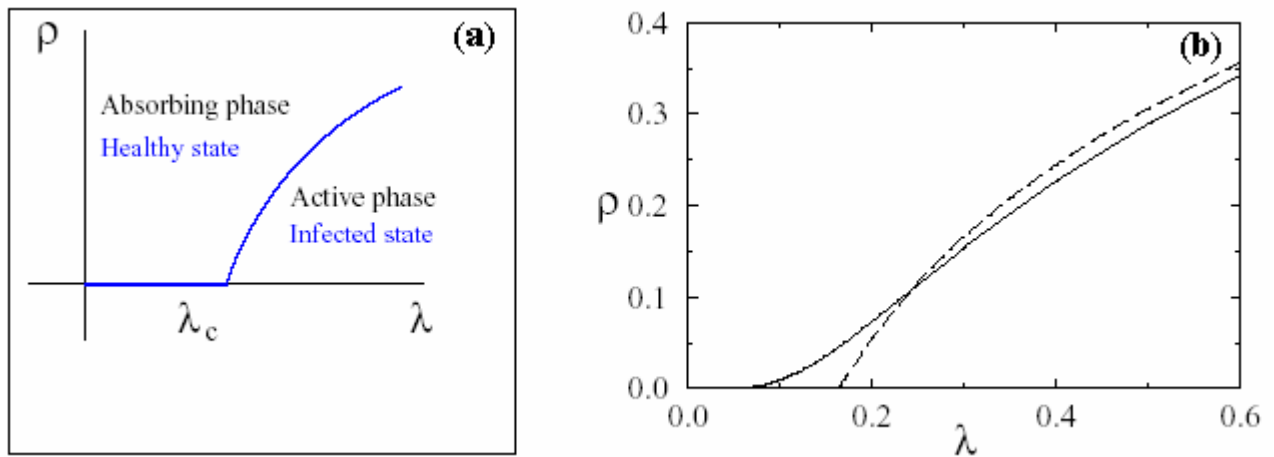 (a)
ρ
Absorbing phase
Healthy state
Active phase
Infected state
λc
λ
(b)
0.4
0.3
ρ 0.2
0.1
0.0
0.0 0.2 0.4 0.6
λ